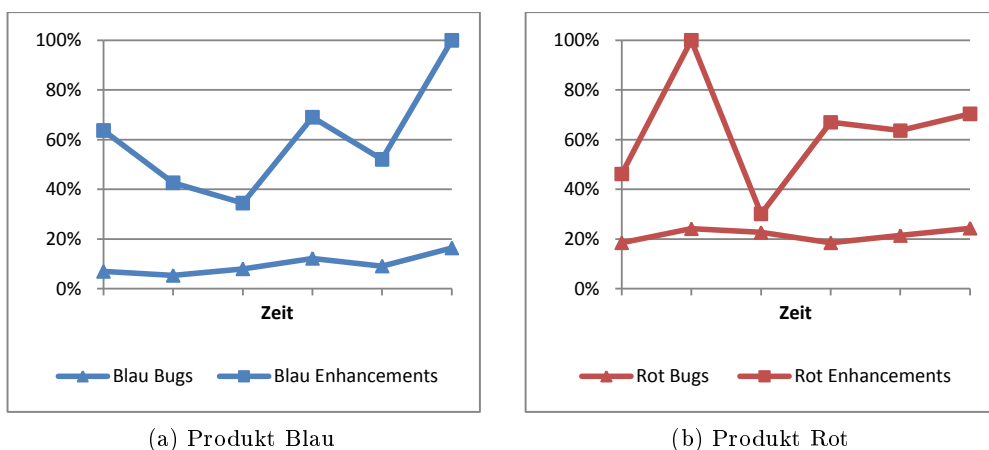 100%
80%
60%
40%
20%
0%
Zeit
Blau Bugs
Blau Enhancements
(a) Produkt Blau
100%
80%
60%
40%
20%
0%
Zeit
Rot Bugs
Rot Enhancements
(b) Produkt Rot